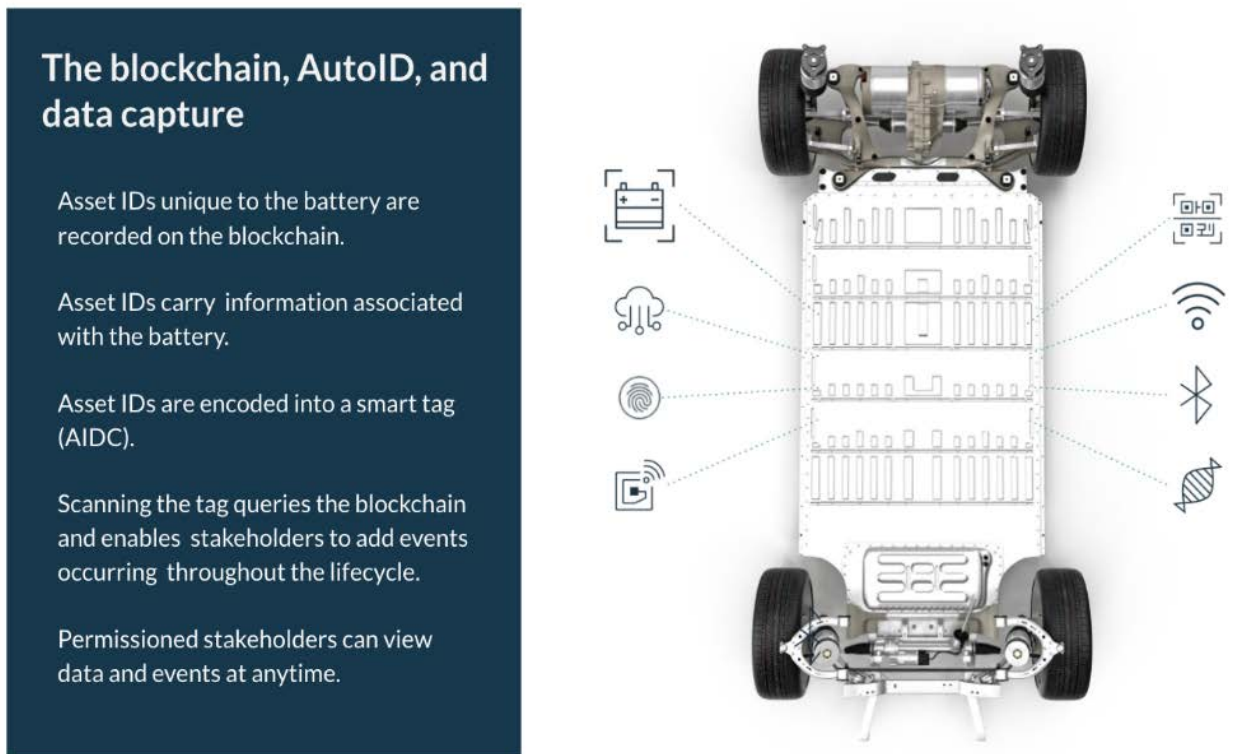 The blockchain, AutoID, and
data capture
Asset IDs unique to the battery are
recorded on the blockchain.
Asset IDs carry information associated
with the battery.
Asset IDs are encoded into a smart tag
(AIDC).
Scanning the tag queries the blockchain
and enables stakeholders to add events
occurring throughout the lifecycle.
Permissioned stakeholders can view
data and events at anytime.